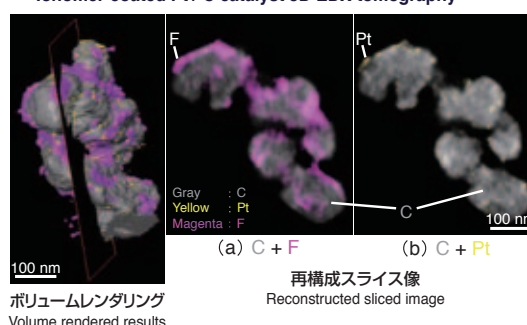 Ionomer-coated Pt/ C catalyst 3D-EDX tomography
F
Pt
Gray : C
Yellow : Pt
Magenta : F
C
100 nm
100 nm
(a) C + F
(b) C + Pt
ボリュームレンダリング
Volume rendered results
再構成スライス像
Reconstructed sliced image